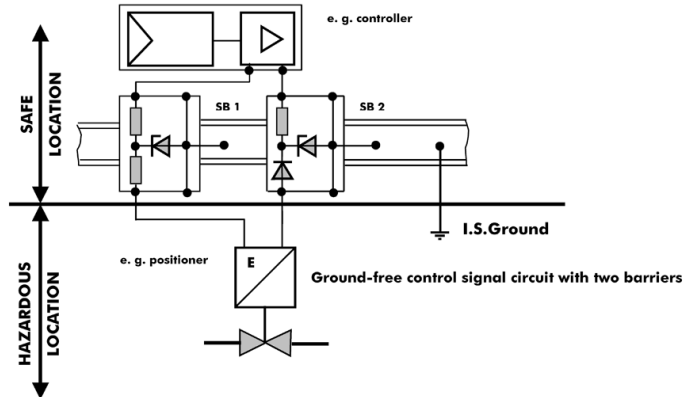 e. g. controller
SB 1
SB 2
SAFE
LOCATION
I.S.Ground
e. g. positioner
E
Ground-free control signal circuit with two barriers
HAZARDOUS
LOCATION